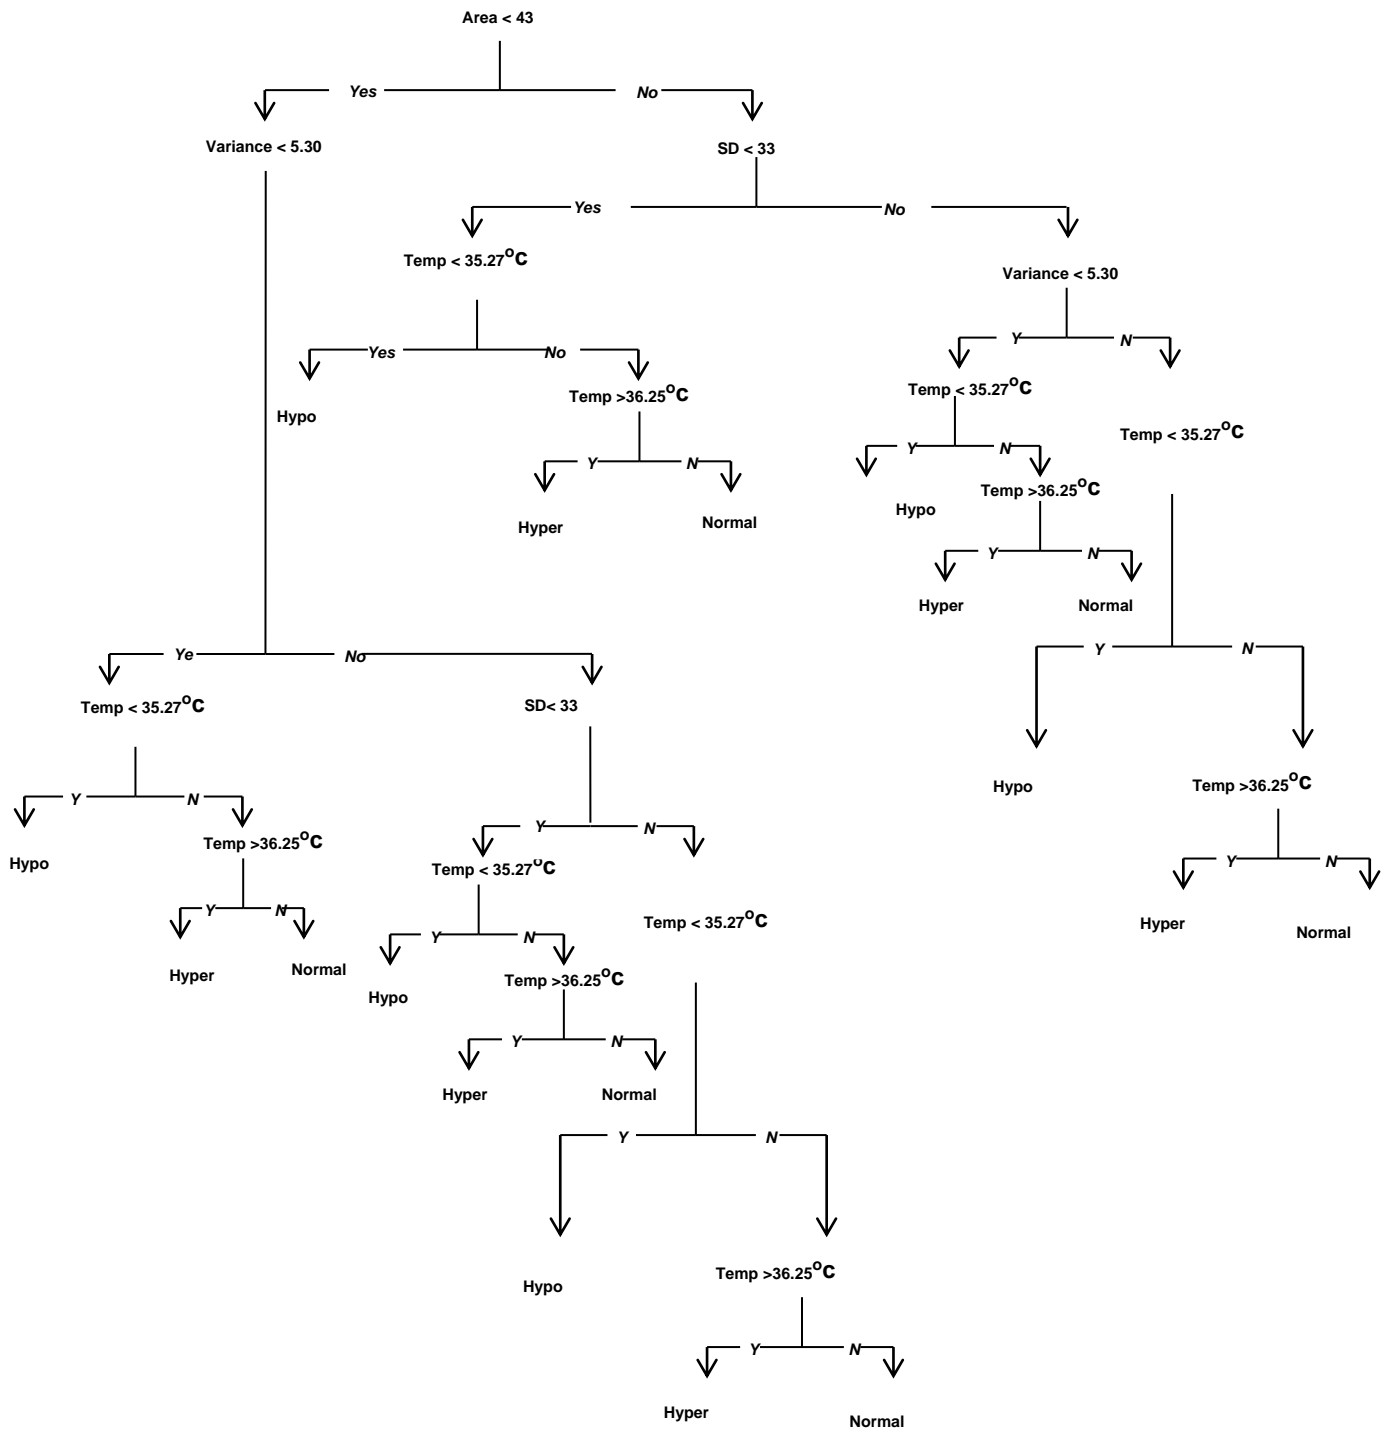 Area < 43
Yes No
Variance < 5.30 SD < 33
Yes No
Temp < 35.27°C
Variance < 5.30
Y N
Yes No
Temp < 35.27°C
Temp >36.25°C
Hypo
Temp < 35.27°C
Y N
Y N
Temp >36.25°C
Hypo
Hyper Normal
Y N
Hyper Normal
Y N
Ye No
Temp < 35.27°C SD< 33
Hypo Temp >36.25°C
Y N
Y N
Temp >36.25°C
Hypo
Temp < 35.27°C
Y N
Y N
Hyper Normal
Temp < 35.27°C
Y N
Hyper Normal
Temp >36.25°C
Hypo
Y N
Hyper Normal
Y N
Hypo Temp >36.25°C
Y N
Hyper Normal